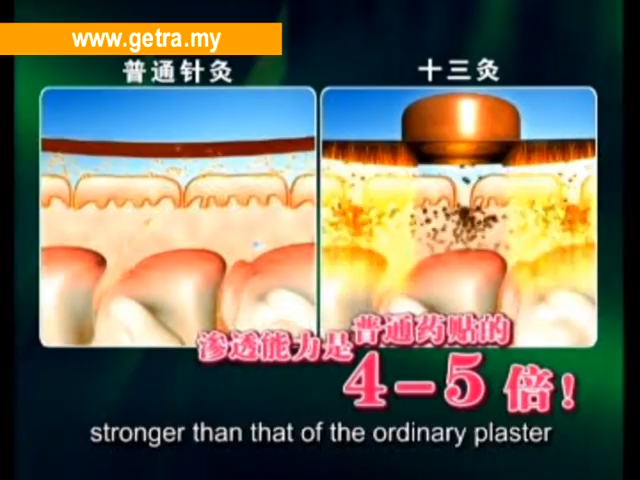 www.getra.my
普通针灸
十三灸
渗透能力是普通药贴的
4-5倍!
stronger than that of the ordinary plaster